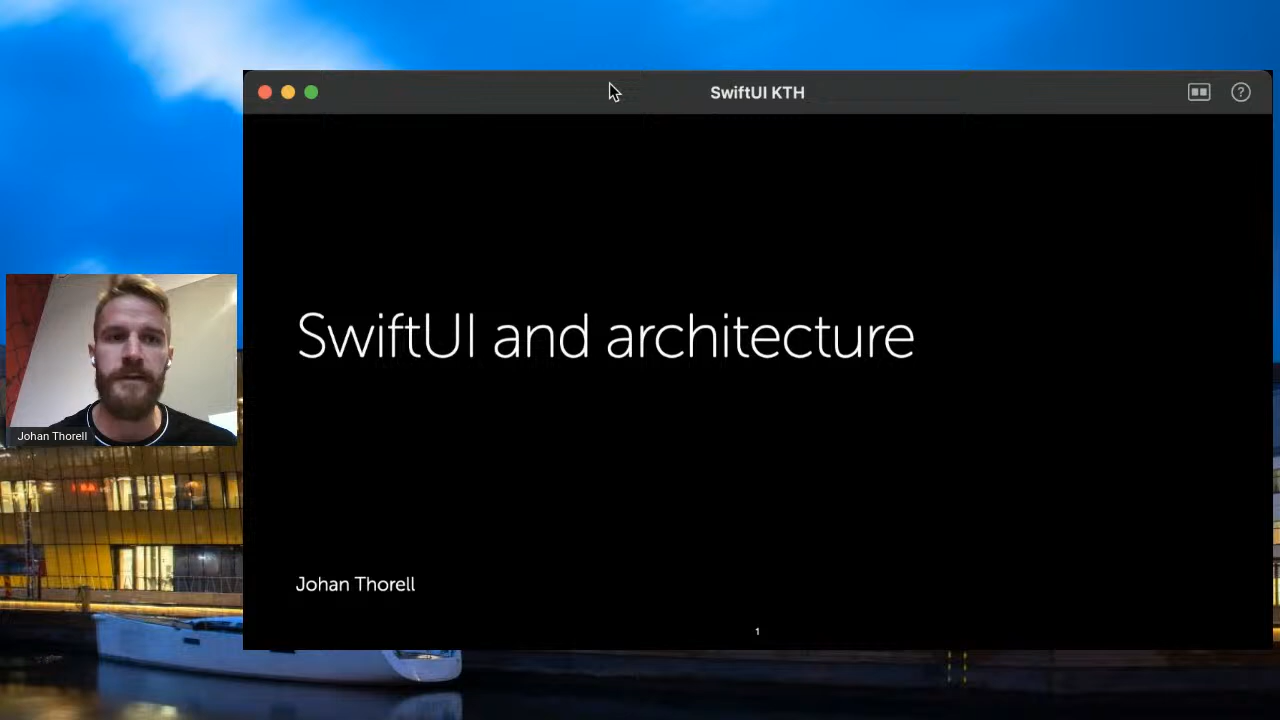 SwiftUI KTH
?
SwiftUI and architecture
Johan Thorell
Johan Thorell
1